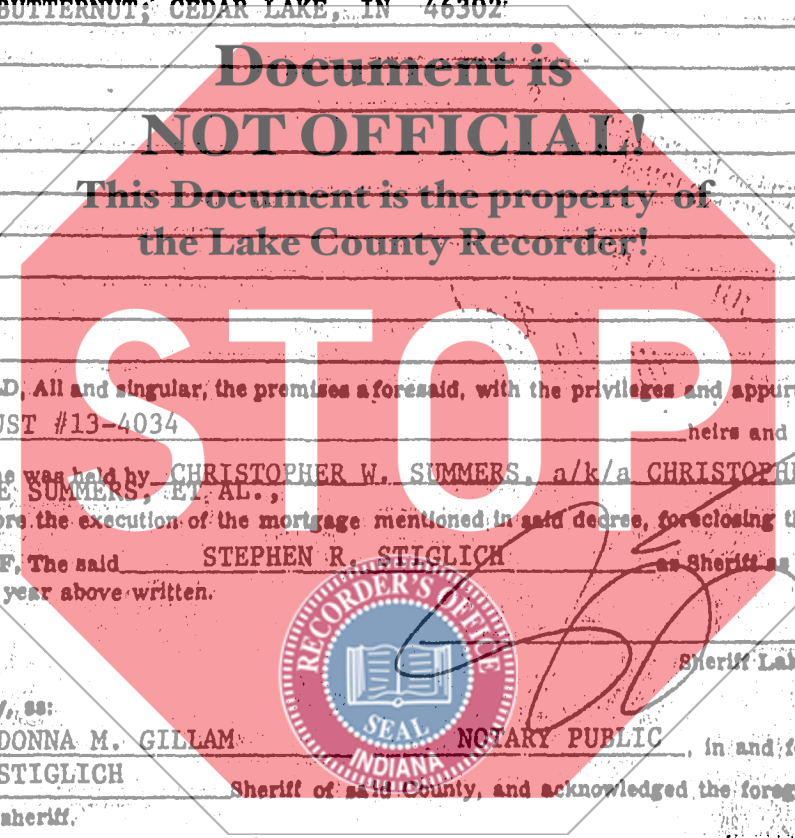 BUTTERNUT; CEDAR LAKE, IN 46302
Document is
NOT OFFICIAL!
This Document is the property of
the Lake County Recorder!
STOP
D, All and singular, the premises aforesaid, with the privileges and appur
UST #13-4034 heirs and
e was held by CHRISTOPHER W. SUMMERS, a/k/a CHRISTOPHE
E SUMMERS, ET AL.,
ore the execution of the mortgage mentioned in said decree, foreclosing t
F, The said STEPHEN R. STIGLICH as Sheriff as
year above written.
RECORDER'S OFFICE
SEAL
INDIANA
Sheriff Lak
y, ss:
DONNA M. GILLAM NOTARY PUBLIC, in and f
STIGLICH
Sheriff of said County, and acknowledged the foreg
sheriff.